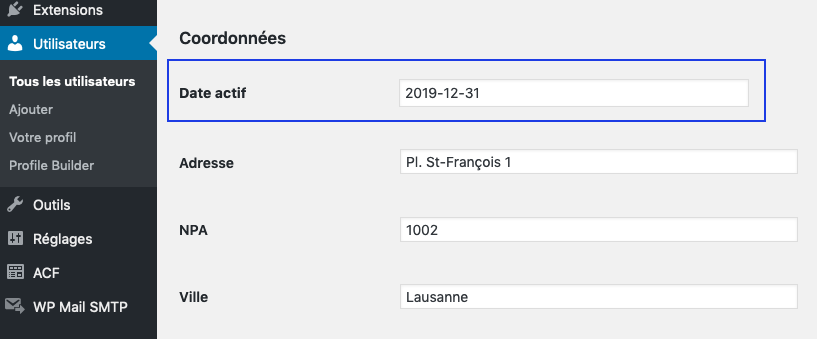 Extensions
Utilisateurs
Tous les utilisateurs
Ajouter
Votre profil
Profile Builder
Outils
Réglages
ACF
WP Mail SMTP
Coordonnées
Date actif 2019-12-31
Adresse Pl. St-François 1
NPA 1002
Ville Lausanne